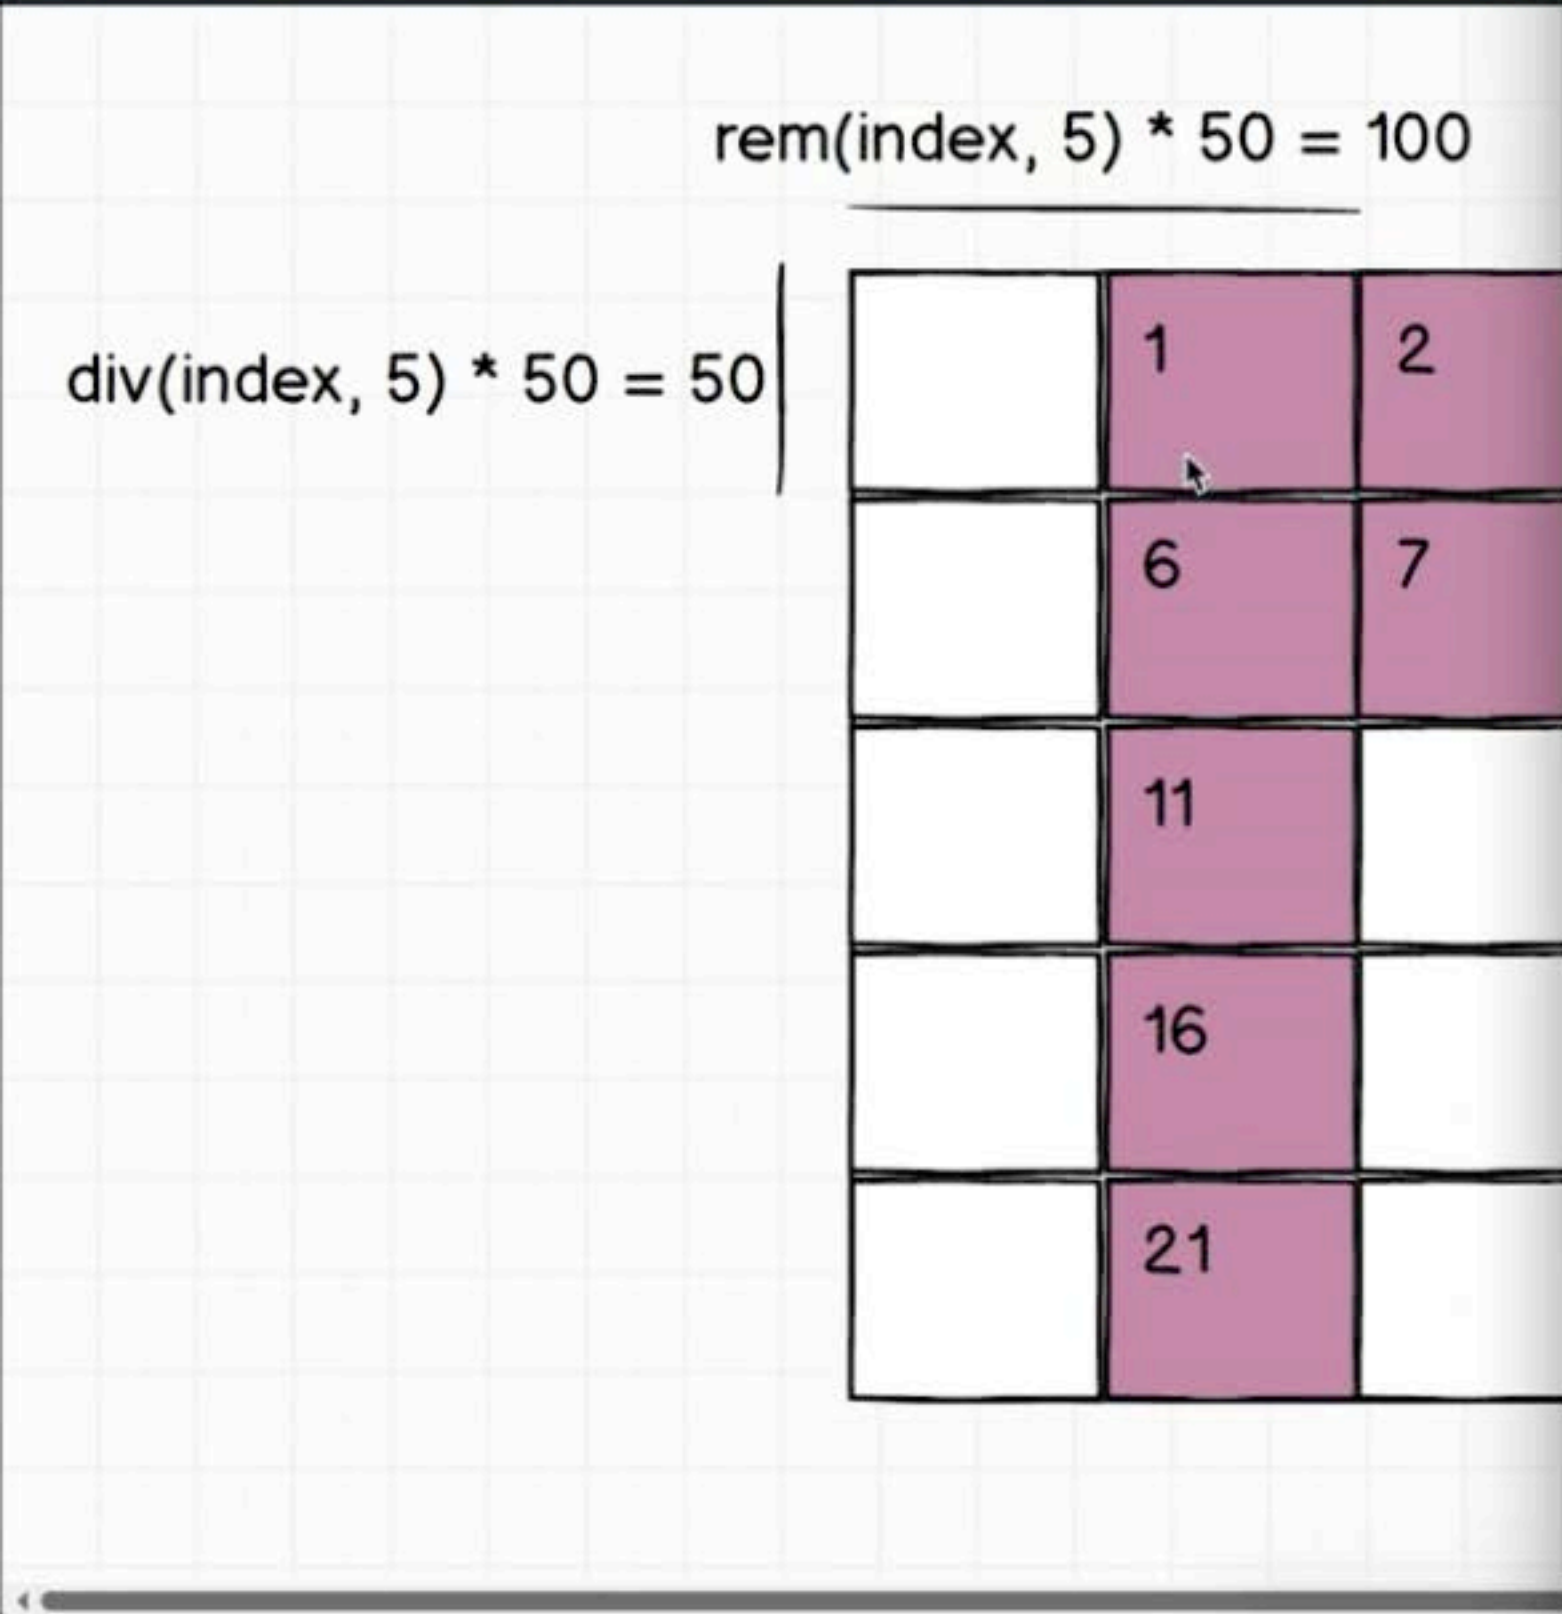 rem(index, 5) * 50 = 100
div(index, 5) * 50 = 50
1 2
6 7
11
16
21